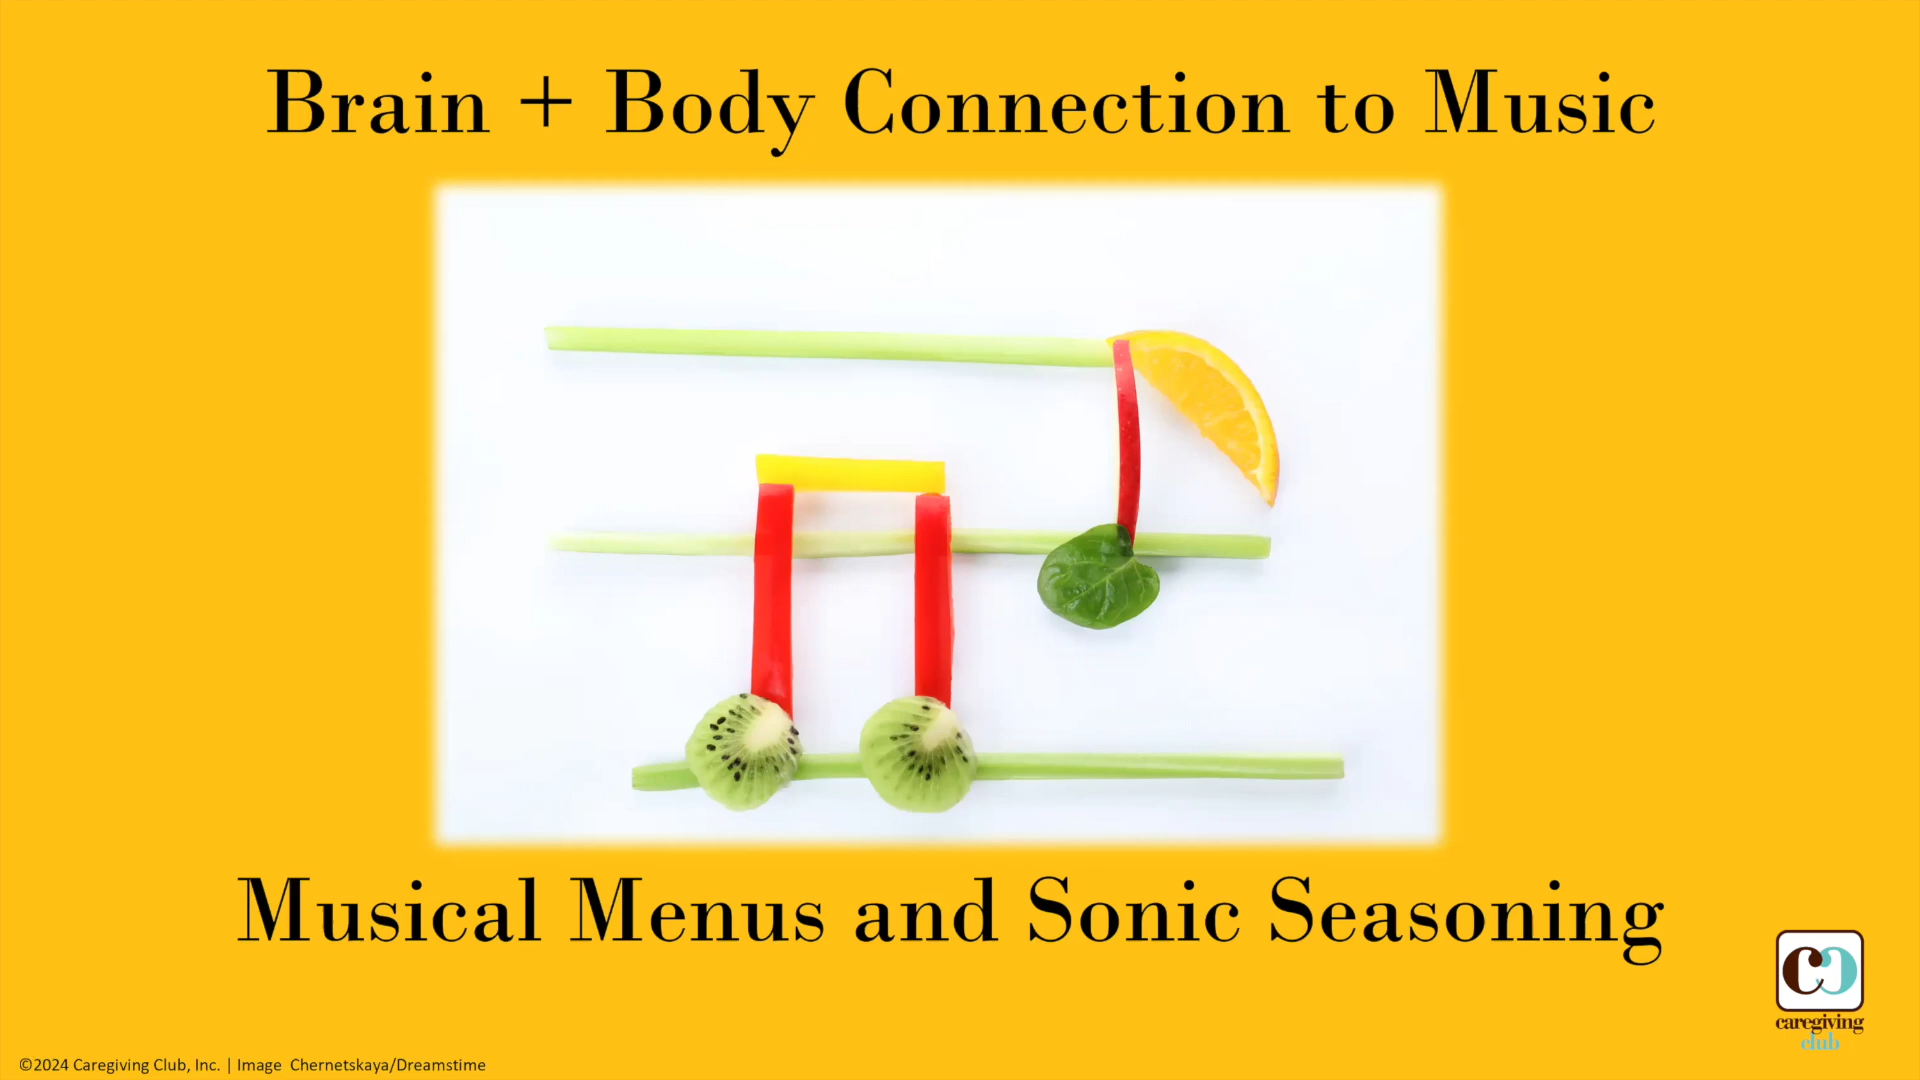 Brain + Body Connection to Music
Musical Menus and Sonic Seasoning
caregiving
club
©2024 Caregiving Club, Inc. | Image Chernetskaya/Dreamstime